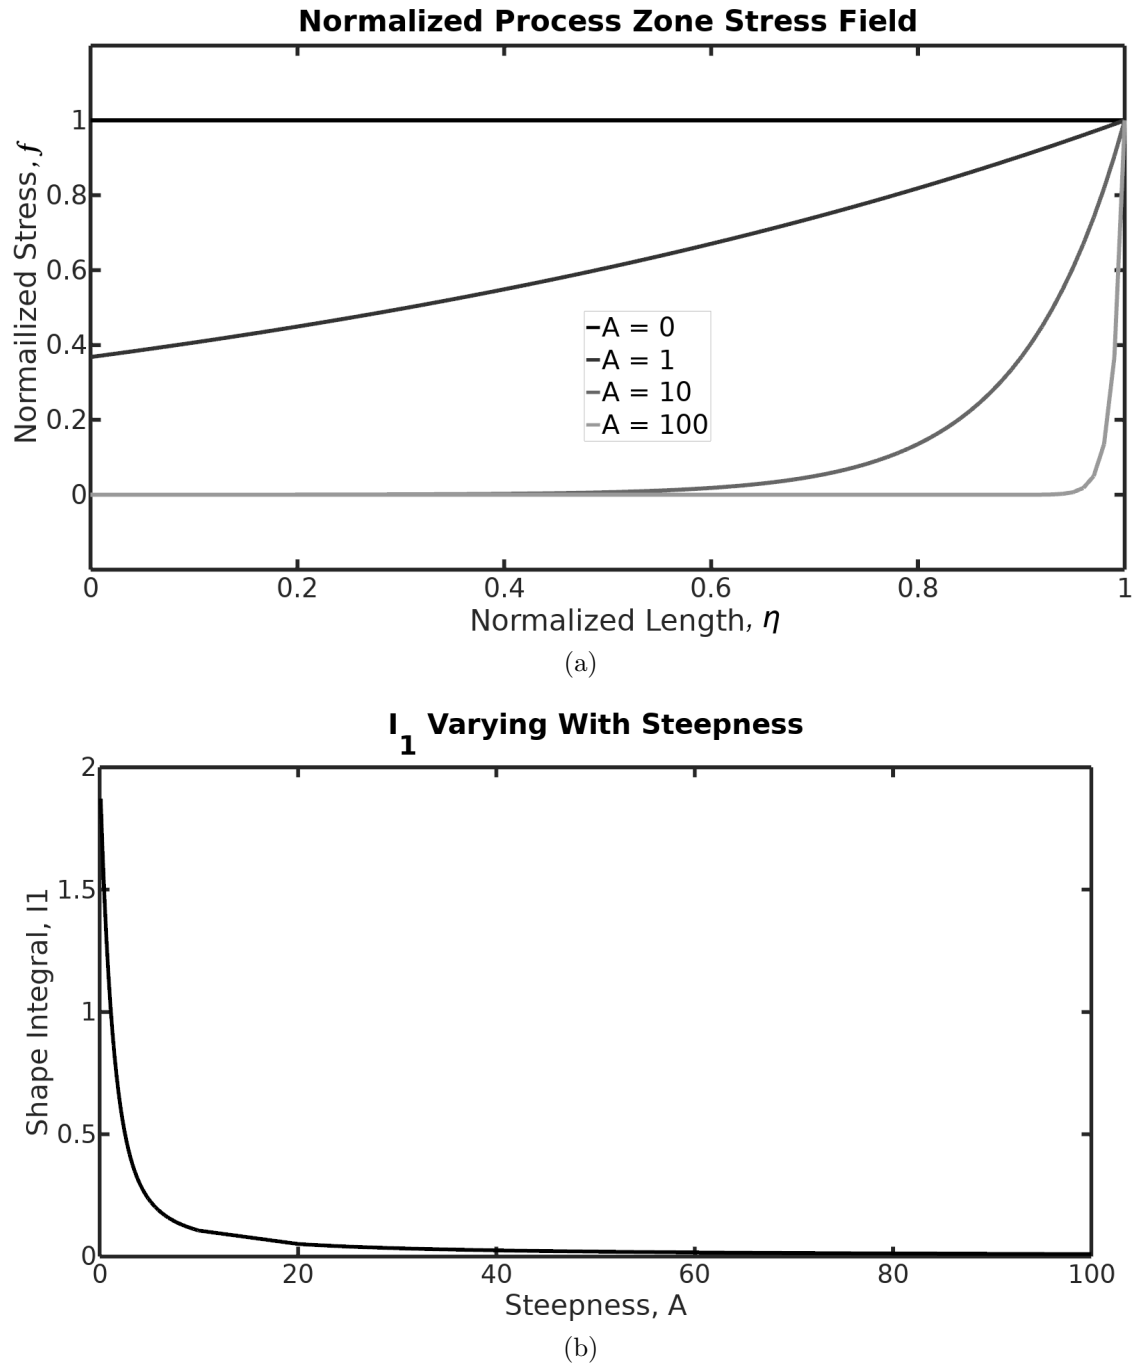 Normalized Process Zone Stress Field
Normailized Stress, f
1
0.8
0.6
0.4
0.2
0
A = 0
A = 1
A = 10
A = 100
0 0.2 0.4 0.6 0.8 1
Normalized Length, η
(a)
I1 Varying With Steepness
Shape Integral, I1
2
1.5
1
0.5
0
0 20 40 60 80 100
Steepness, A
(b)